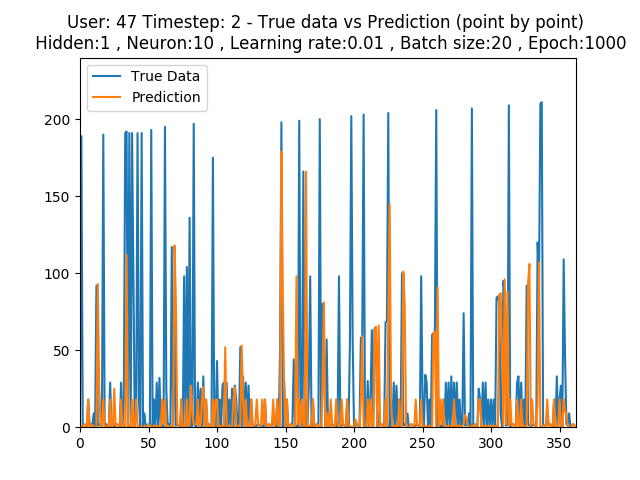 User: 47 Timestep: 2 - True data vs Prediction (point by point)
Hidden:1 , Neuron:10 , Learning rate:0.01 , Batch size:20 , Epoch:1000
True Data
Prediction
200
150
100
50
0
0 50 100 150 200 250 300 350